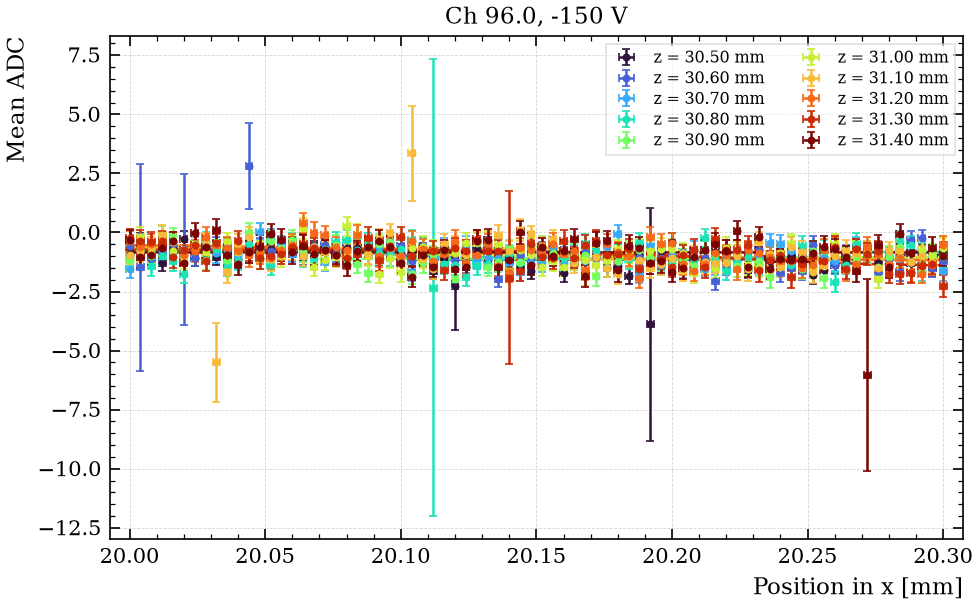 Ch 96.0, -150 V
Mean ADC
7.5
5.0
2.5
0.0
−2.5
−5.0
−7.5
−10.0
−12.5
z = 30.50 mm
z = 30.60 mm
z = 30.70 mm
z = 30.80 mm
z = 30.90 mm
z = 31.00 mm
z = 31.10 mm
z = 31.20 mm
z = 31.30 mm
z = 31.40 mm
20.00 20.05 20.10 20.15 20.20 20.25 20.30
Position in x [mm]